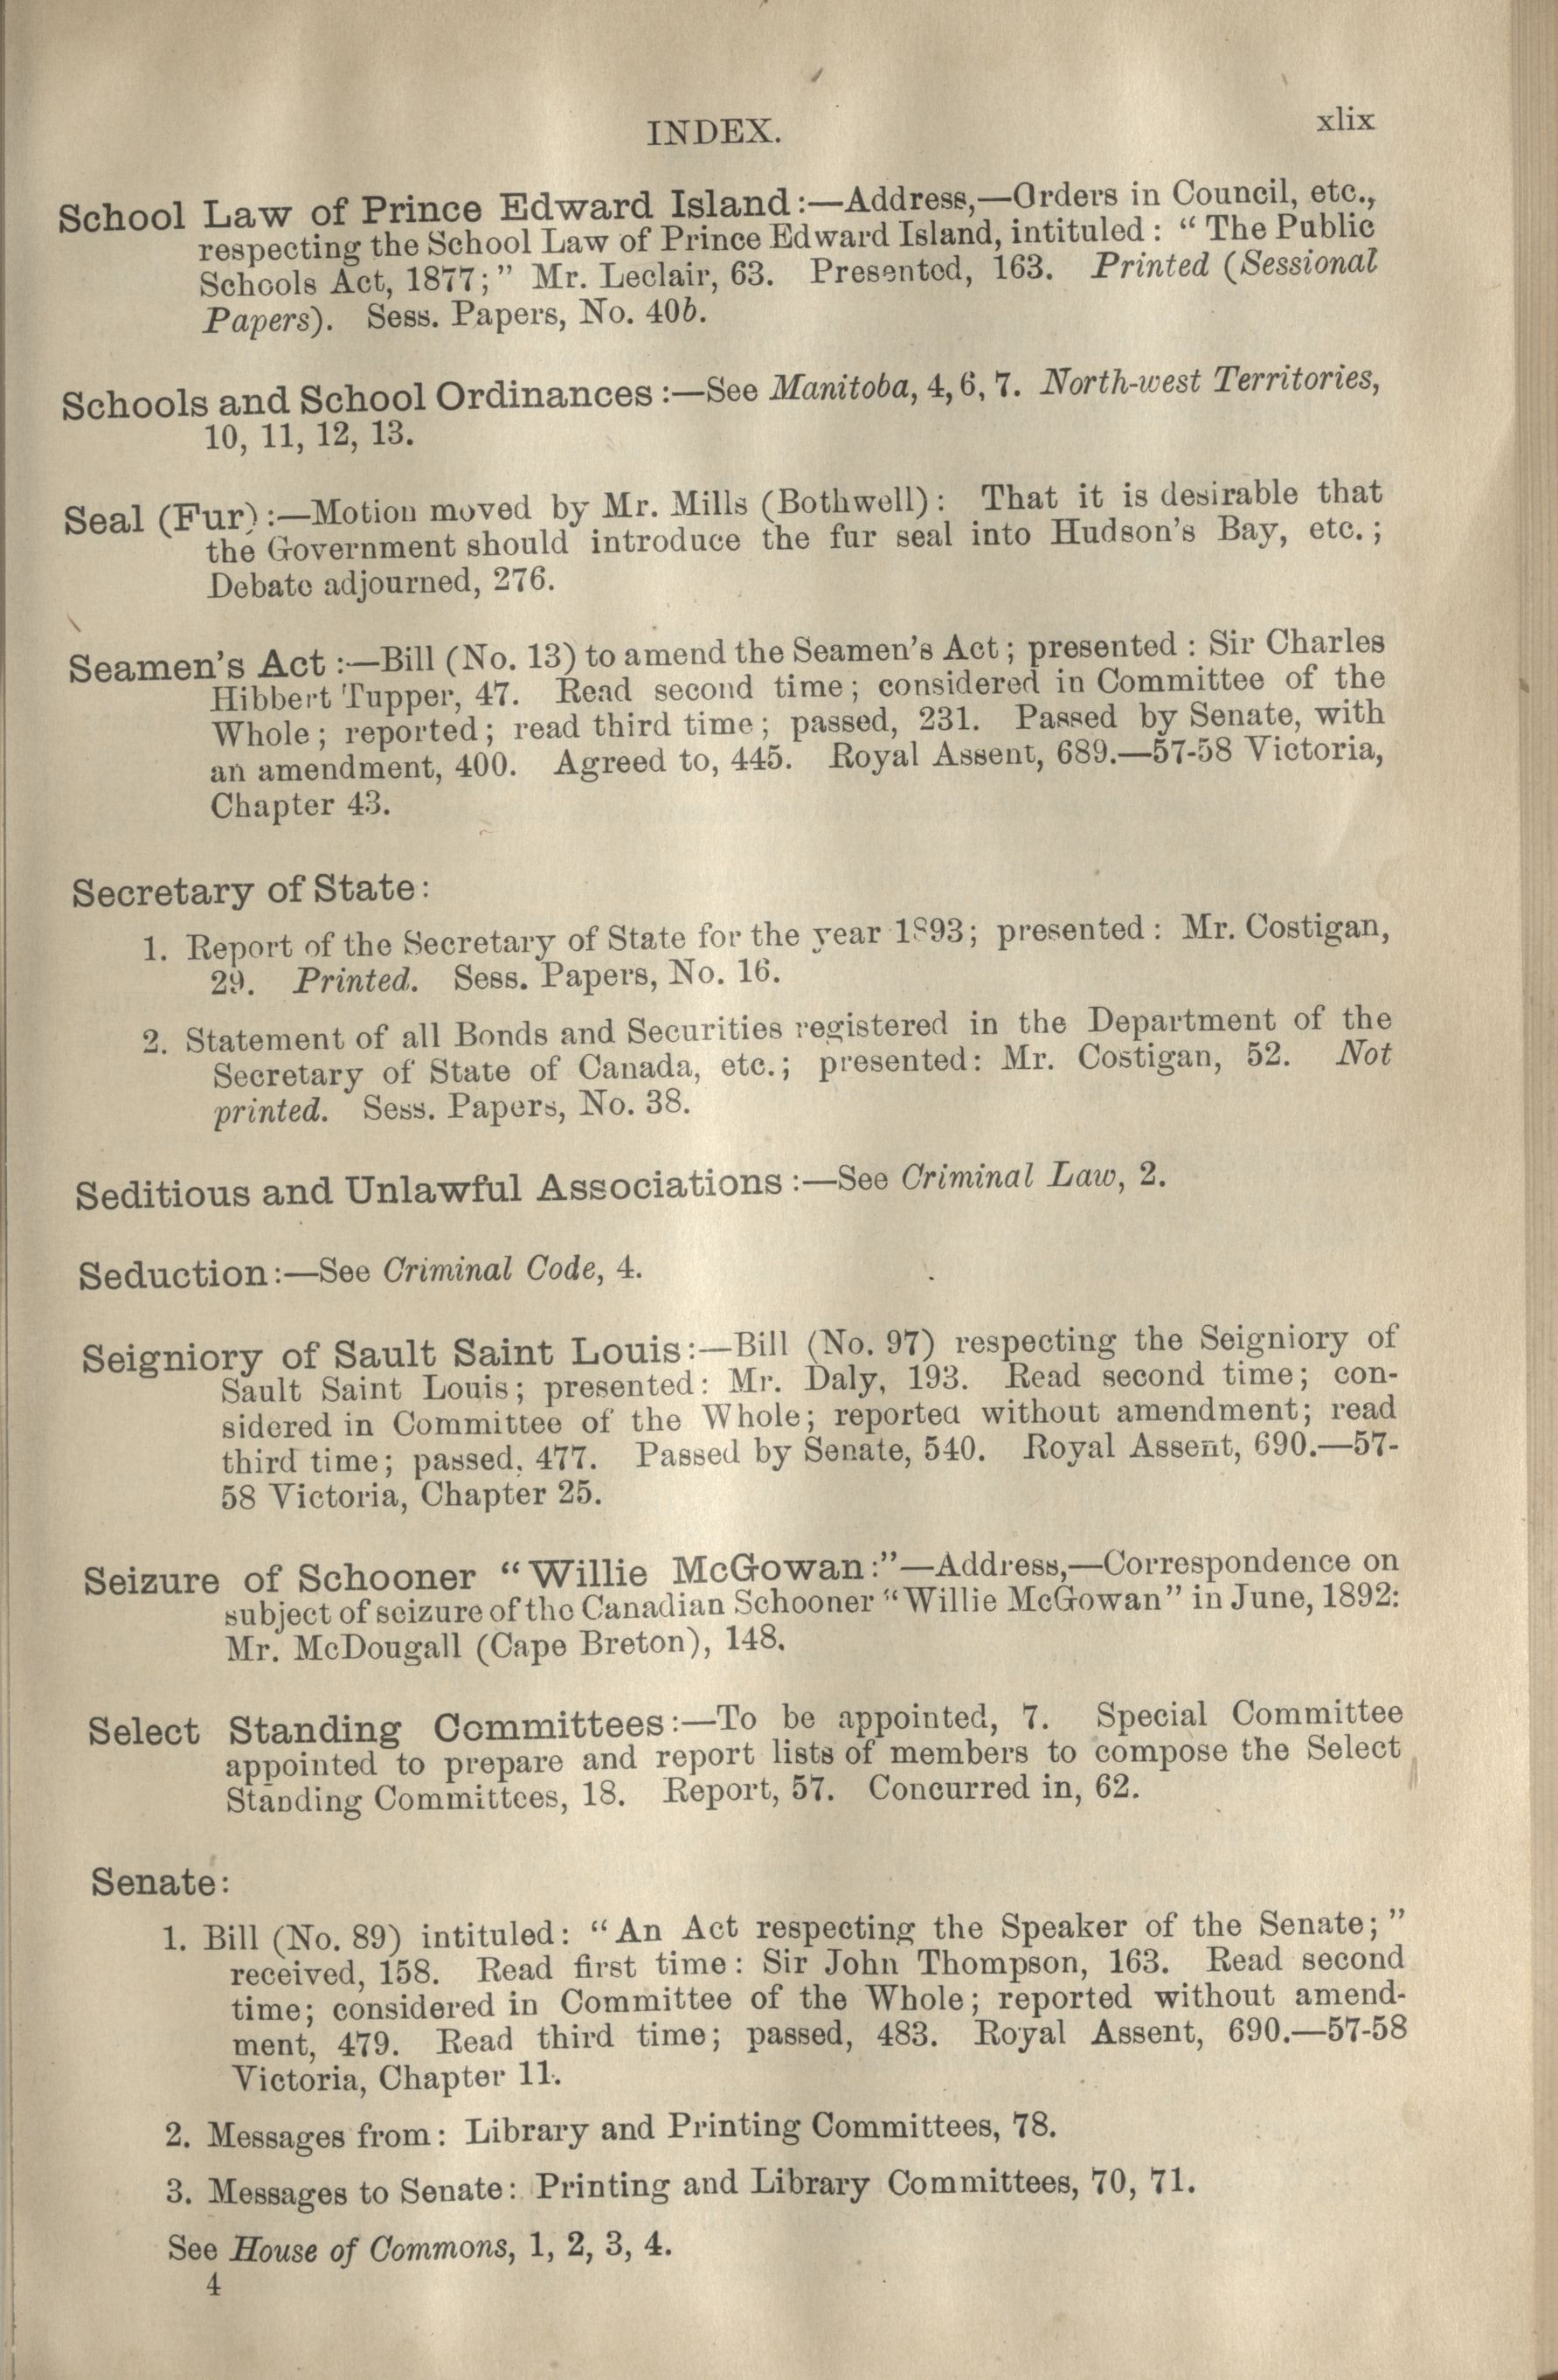 INDEX.
xlix
School Law of Prince Edward Island:—Address,—Orders in Council, etc.,
respecting the School Law of Prince Edward Island, intituled : “ The Public
Schools Act, 1877;” Mr. Leclair, 63. Presented, 163. Printed (Sessional
Papers). Sess. Papers, No. 40b.
Schools and School Ordinances :—See Manitoba, 4, 6, 7. North-west Territories,
10, 11, 12, 13.
Seal (Fur) :—Motion moved by Mr. Mills (Bothwell) : That it is desirable that
the Government should introduce the fur seal into Hudson's Bay, etc. ;
Debate adjourned, 276.
Seamen's Act :—Bill (No. 13) to amend the Seamen's Act ; presented : Sir Charles
Hibbert Tupper, 47. Read second time ; considered in Committee of the
Whole ; reported ; read third time ; passed, 231. Passed by Senate, with
an amendment, 400. Agreed to, 445. Royal Assent, 689.—57-58 Victoria,
Chapter 43.
Secretary of State:
1. Report of the Secretary of State for the year 1893; presented : Mr. Costigan,
29. Printed. Sess. Papers, No. 16.
2. Statement of all Bonds and Securities registered in the Department of the
Secretary of State of Canada, etc. ; presented: Mr. Costigan, 52. Not
printed. Sess. Papers, No. 38.
Seditious and Unlawful Associations :—See Criminal Law, 2.
Seduction:—See Criminal Code, 4.
Seigniory of Sault Saint Louis:—Bill (No. 97) respecting the Seigniory of
Sault Saint Louis; presented: Mr. Daly, 193. Read second time; con-
sidered in Committee of the Whole; reported without amendment; read
third time; passed, 477. Passed by Senate, 540. Royal Assent, 690.—57-
58 Victoria, Chapter 25.
Seizure of Schooner “Willie McGowan:”—Address,—Correspondence on
subject of seizure of the Canadian Schooner “Willie McGowan” in June, 1892:
Mr. McDougall (Cape Breton), 148.
Select Standing Committees:—To be appointed, 7. Special Committee
appointed to prepare and report lists of members to compose the Select
Standing Committees, 18. Report, 57. Concurred in, 62.
Senate:
1. Bill (No. 89) intituled: “An Act respecting the Speaker of the Senate;”
received, 158. Read first time : Sir John Thompson, 163. Read second
time; considered in Committee of the Whole; reported without amend-
ment, 479. Read third time; passed, 483. Royal Assent, 690.—57-58
Victoria, Chapter 11.
2. Messages from: Library and Printing Committees, 78.
3. Messages to Senate: Printing and Library Committees, 70, 71.
See House of Commons, 1, 2, 3, 4.
4